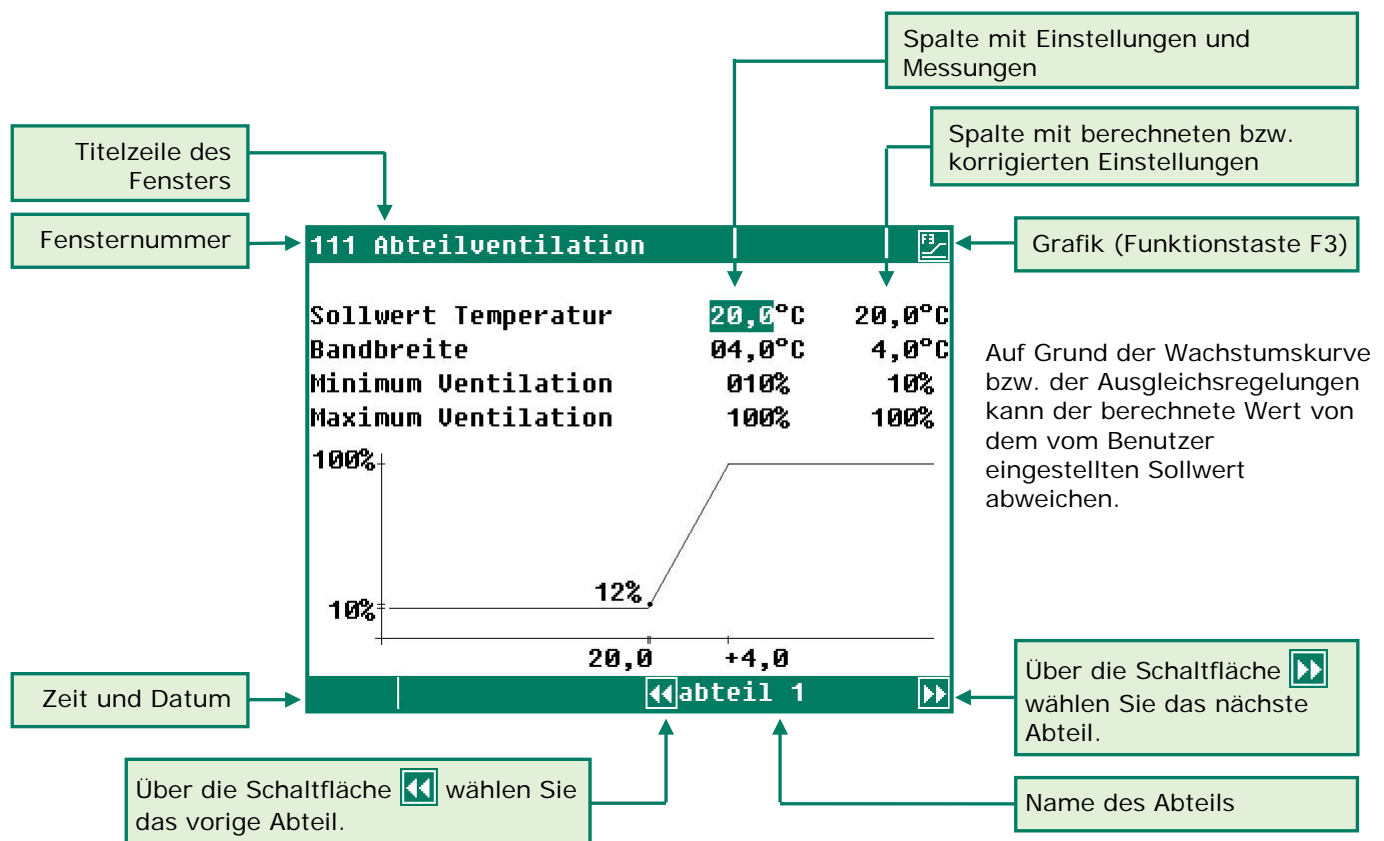 Spalte mit Einstellungen und
Messungen
Spalte mit berechneten bzw.
korrigierten Einstellungen
Titelzeile des
Fensters
Fensternummer
111 Abteilventilation
F3
Grafik (Funktionstaste F3)
Sollwert Temperatur 20,0°C 20,0°C
Bandbreite 04,0°C 4,0°C
Minimum Ventilation 010% 10%
Maximum Ventilation 100% 100%
Auf Grund der Wachstumskurve
bzw. der Ausgleichsregelungen
kann der berechnete Wert von
dem vom Benutzer
eingestellten Sollwert
abweichen.
100%
12%
10%
20,0 +4,0
Zeit und Datum
abteil 1
Über die Schaltfläche
wählen Sie das nächste
Abteil.
Über die Schaltfläche wählen Sie
das vorige Abteil.
Name des Abteils